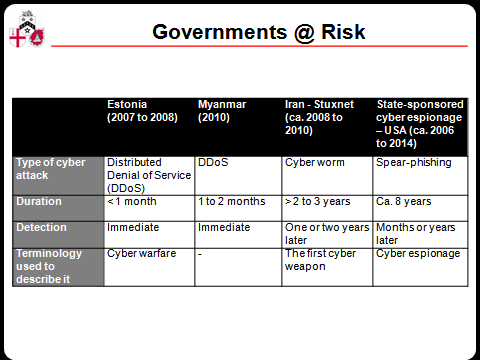 Governments @ Risk
Estonia
(2007 to 2008)
Myanmar
(2010)
Iran - Stuxnet
(ca. 2008 to
2010)
State-sponsored
cyber espionage
– USA (ca. 2006
to 2014)
Type of cyber
attack
Distributed
Denial of Service
(DDoS)
DDoS
Cyber worm
Spear-phishing
Duration
< 1 month
1 to 2 months
> 2 to 3 years
Ca. 8 years
Detection
Immediate
Immediate
One or two years
later
Months or years
later
Terminology
used to
describe it
Cyber warfare
-
The first cyber
weapon
Cyber espionage